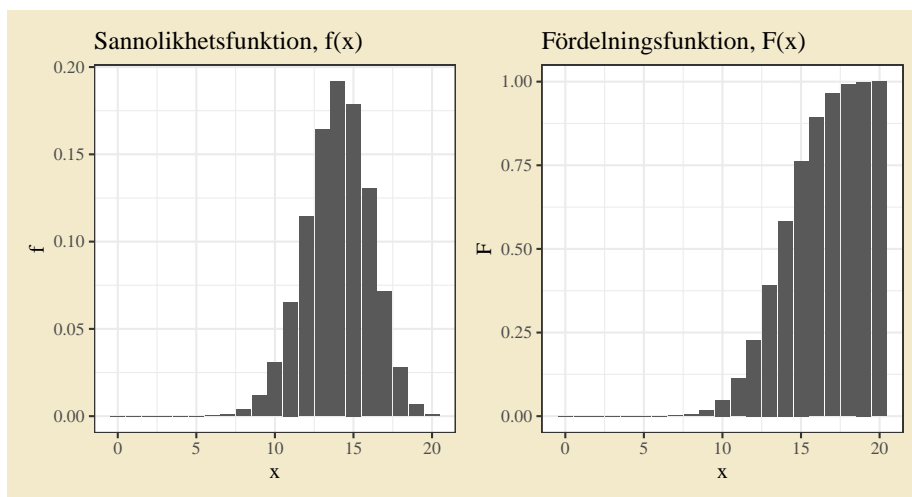 Sannolikhetsfunktion, f(x)
0.20
0.15
0.10
0.05
0.00
f
0 5 10 15 20
x
Fördelningsfunktion, F(x)
1.00
0.75
0.50
0.25
0.00
F
0 5 10 15 20
x